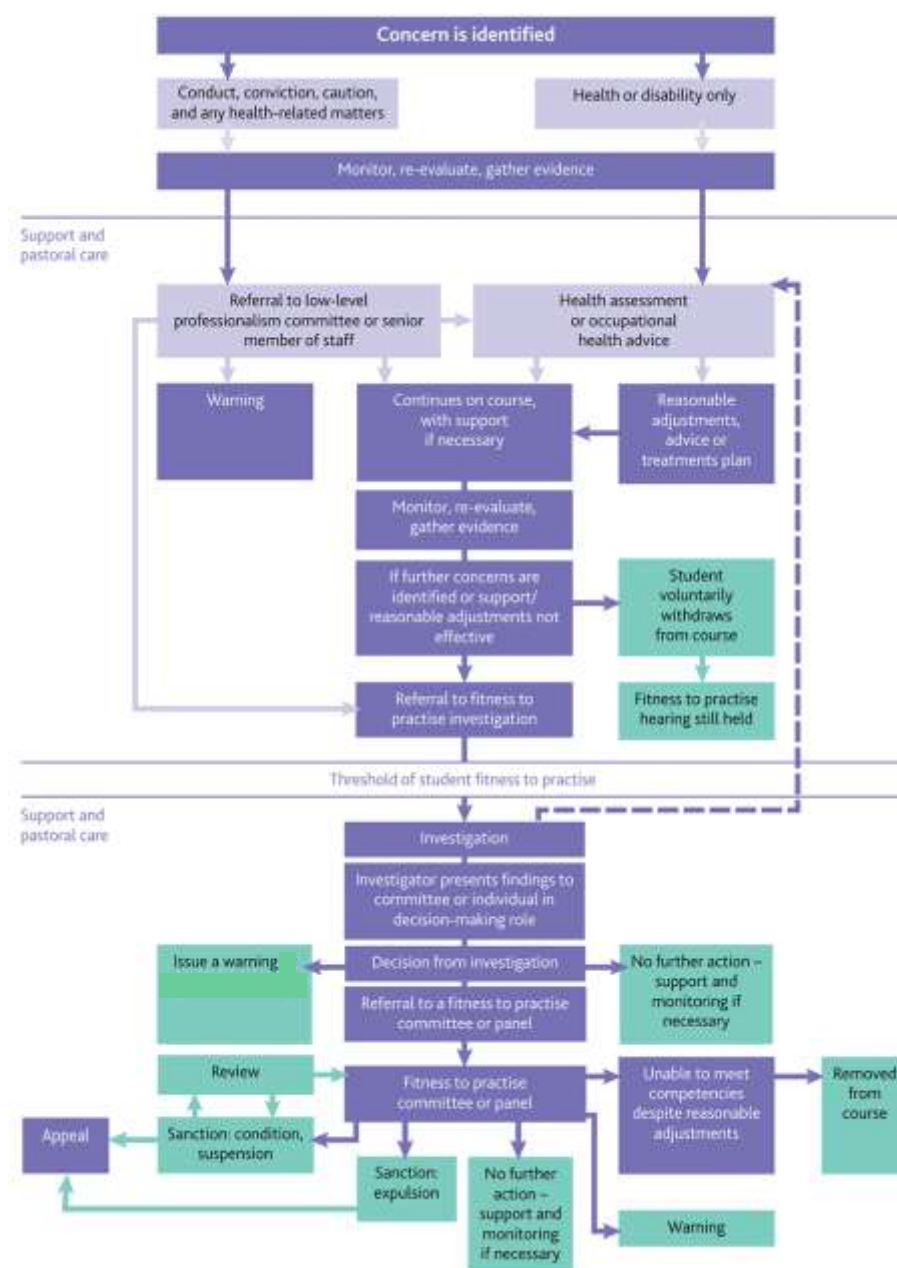 Concern is identified
Conduct, conviction, caution,
and any health-related matters
Health or disability only
Monitor, re-evaluate, gather evidence
Support and
pastoral care
Referral to low-level
professionalism committee or senior
member of staff
Health assessment
or occupational
health advice
Warning
Continues on course,
with support
if necessary
Reasonable
adjustments,
advice or
treatments plan
Monitor, re-evaluate,
gather evidence
If further concerns are
identified or support/
reasonable adjustments not
effective
Student
voluntarily
withdraws
from course
Referral to fitness to
practise investigation
Fitness to practise
hearing still held
Threshold of student fitness to practise
Support and
pastoral care
Investigation
Investigator presents findings to
committee or individual in
decision-making role
Issue a warning
Decision from investigation
No further action –
support and
monitoring if
necessary
Referral to a fitness to practise
committee or panel
Review
Fitness to practise
committee or panel
Unable to meet
competencies
despite reasonable
adjustments
Removed
from
course
Appeal
Sanction: condition,
suspension
Sanction:
expulsion
No further
action –
support and
monitoring
if necessary
Warning